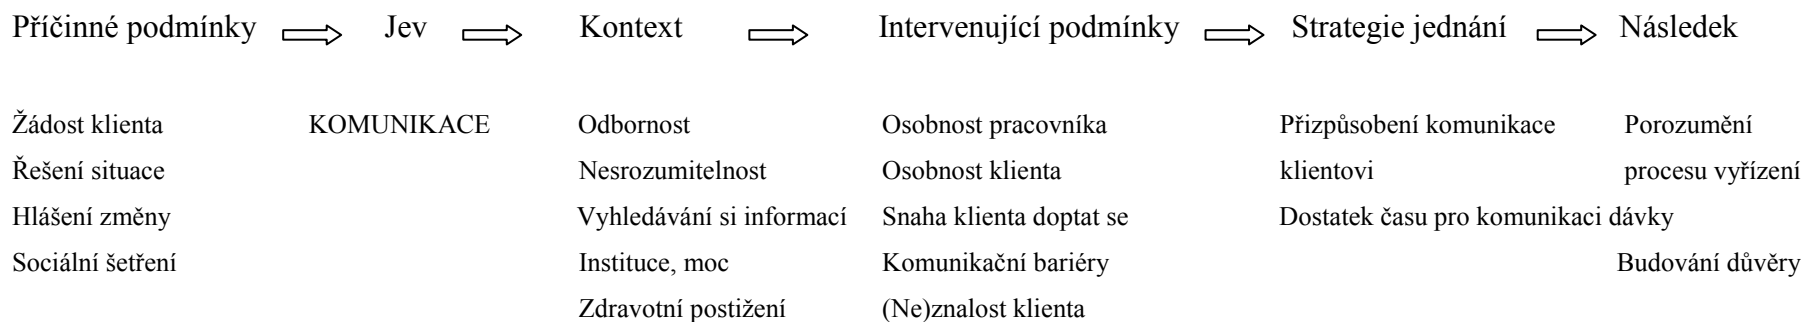 Příčinné podmínky Jev Kontext Intervenující podmínky Strategie jednání Následek
Žádost klienta KOMUNIKACE Odbornost Osobnost pracovníka Přizpůsobení komunikace Porozumění
Řešení situace Nesrozumitelnost Osobnost klienta klientovi procesu vyřízení
Hlášení změny Vyhledávání si informací Snaha klienta doptat se Dostatek času pro komunikaci dávky
Sociální šetření Instituce, moc Komunikační bariéry Budování důvěry
Zdravotní postižení (Ne)znalost klienta